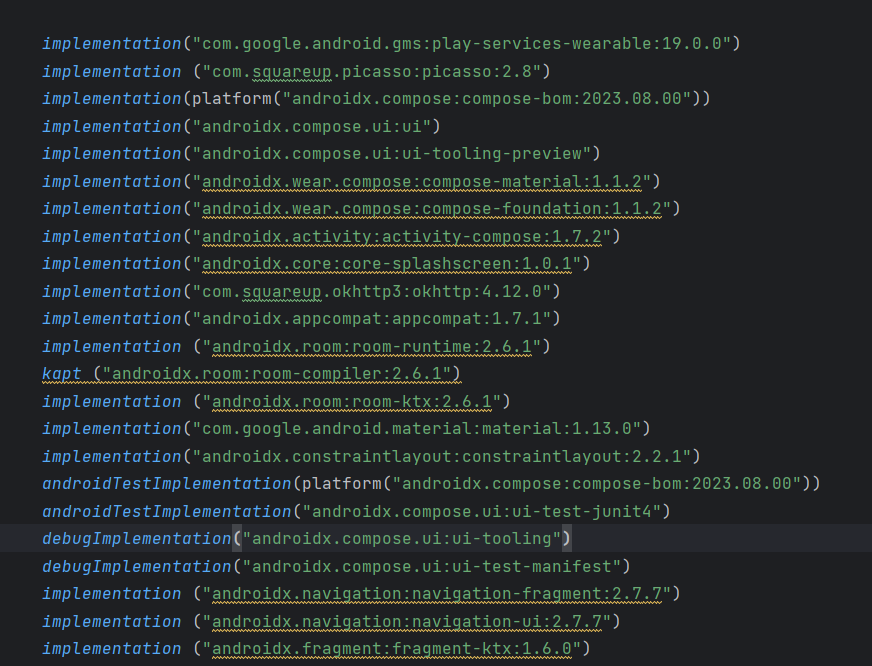 implementation("com.google.android.gms:play-services-wearable:19.0.0")
implementation ("com.squareup.picasso:picasso:2.8")
implementation(platform("androidx.compose:compose-bom:2023.08.00"))
implementation("androidx.compose.ui:ui")
implementation("androidx.compose.ui:ui-tooling-preview")
implementation("androidx.wear.compose:compose-material:1.1.2")
implementation("androidx.wear.compose:compose-foundation:1.1.2")
implementation("androidx.activity:activity-compose:1.7.2")
implementation("androidx.core:core-splashscreen:1.0.1")
implementation("com.squareup.okhttp3:okhttp:4.12.0")
implementation("androidx.appcompat:appcompat:1.7.1")
implementation ("androidx.room:room-runtime:2.6.1")
kapt ("androidx.room:room-compiler:2.6.1")
implementation ("androidx.room:room-ktx:2.6.1")
implementation("com.google.android.material:material:1.13.0")
implementation("androidx.constraintlayout:constraintlayout:2.2.1")
androidTestImplementation(platform("androidx.compose:compose-bom:2023.08.00"))
androidTestImplementation("androidx.compose.ui:ui-test-junit4")
debugImplementation("androidx.compose.ui:ui-tooling")
debugImplementation("androidx.compose.ui:ui-test-manifest")
implementation ("androidx.navigation:navigation-fragment:2.7.7")
implementation ("androidx.navigation:navigation-ui:2.7.7")
implementation ("androidx.fragment:fragment-ktx:1.6.0")